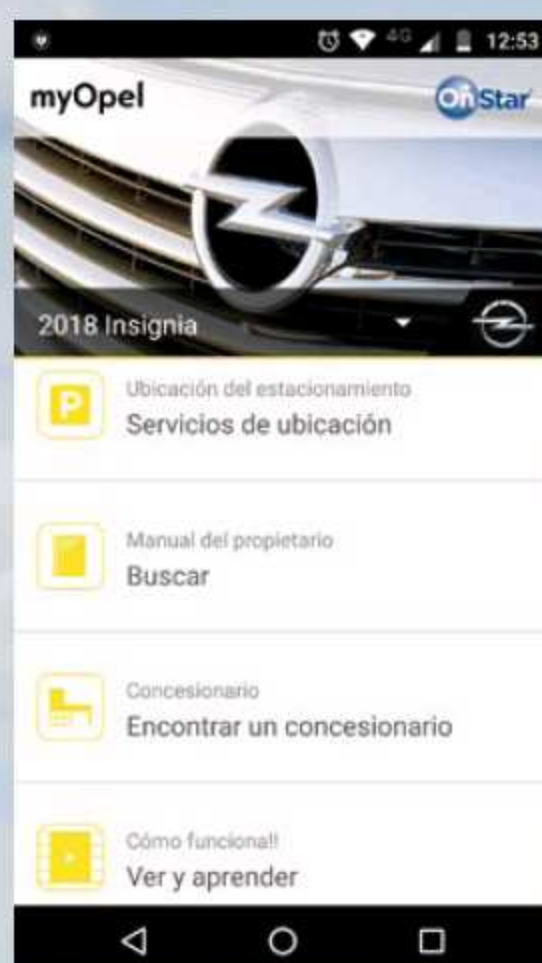 4G 12:53
myOpel OnStar
2018 Insignia
P
Ubicación del estacionamiento
Servicios de ubicación
Manual del propietario
Buscar
Concesionario
Encontrar un concesionario
Cómo funciona!!
Ver y aprender